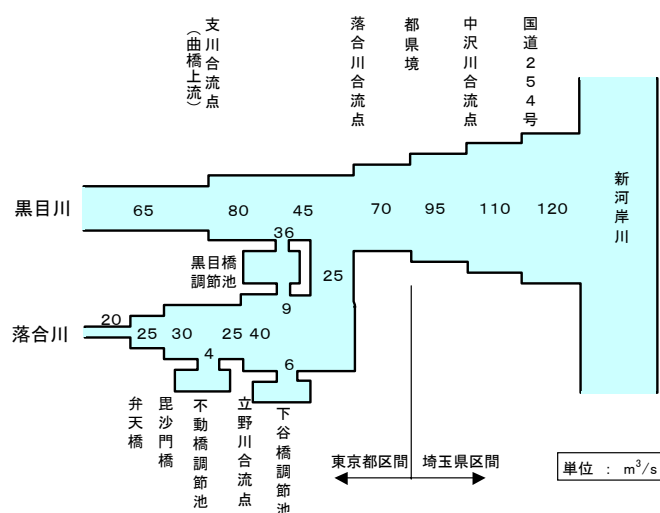 支川合流点
（曲橋上流）
落合川合流点
都県境
中沢川合流点
国道254号
新河岸川
黒目川
65
80
45
70
95
110
120
36
黒目橋
調節池
25
9
落合川
20
25
30
25
40
4
6
弁天橋
毘沙門橋
不動橋調節池
立野川合流点
下谷橋調節池
東京都区間
埼玉県区間
単位 ： m³/s